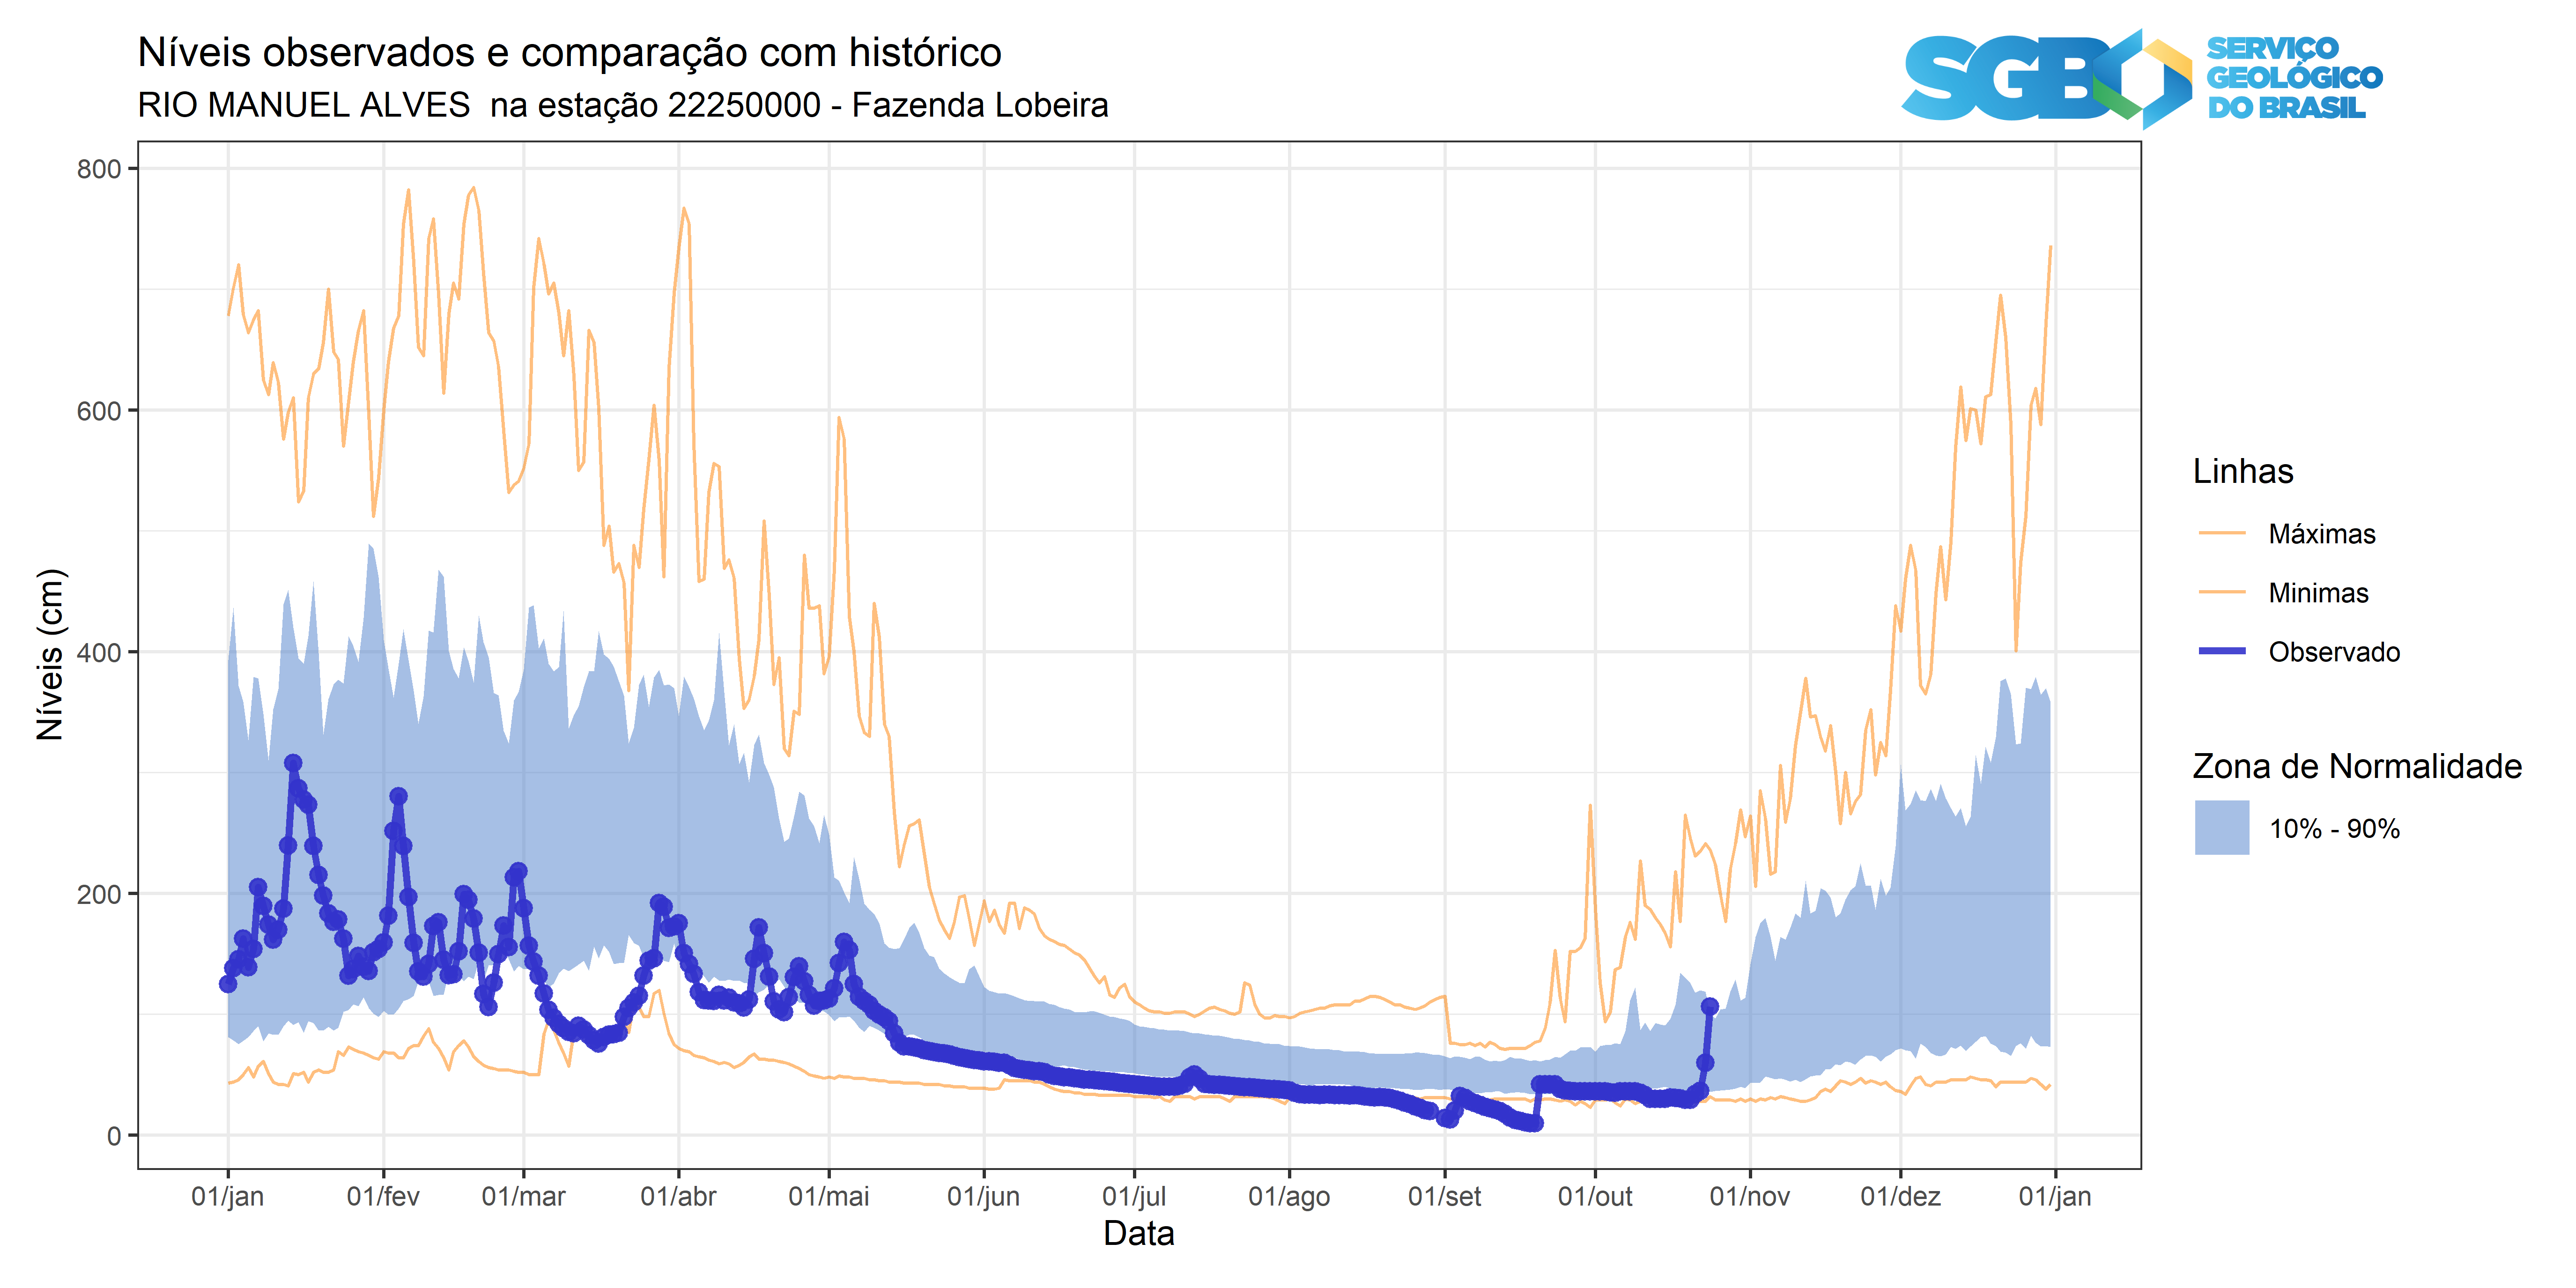 Níveis observados e comparação com histórico
RIO MANUEL ALVES  na estação 22250000 - Fazenda Lobeira
SGB
SERVIÇO
GEOLÓGICO
DO BRASIL
Níveis (cm)
800
600
400
200
0
01/jan
01/fev
01/mar
01/abr
01/mai
01/jun
01/jul
01/ago
01/set
01/out
01/nov
01/dez
01/jan
Data
Linhas
Máximas
Minimas
Observado
Zona de Normalidade
10% - 90%